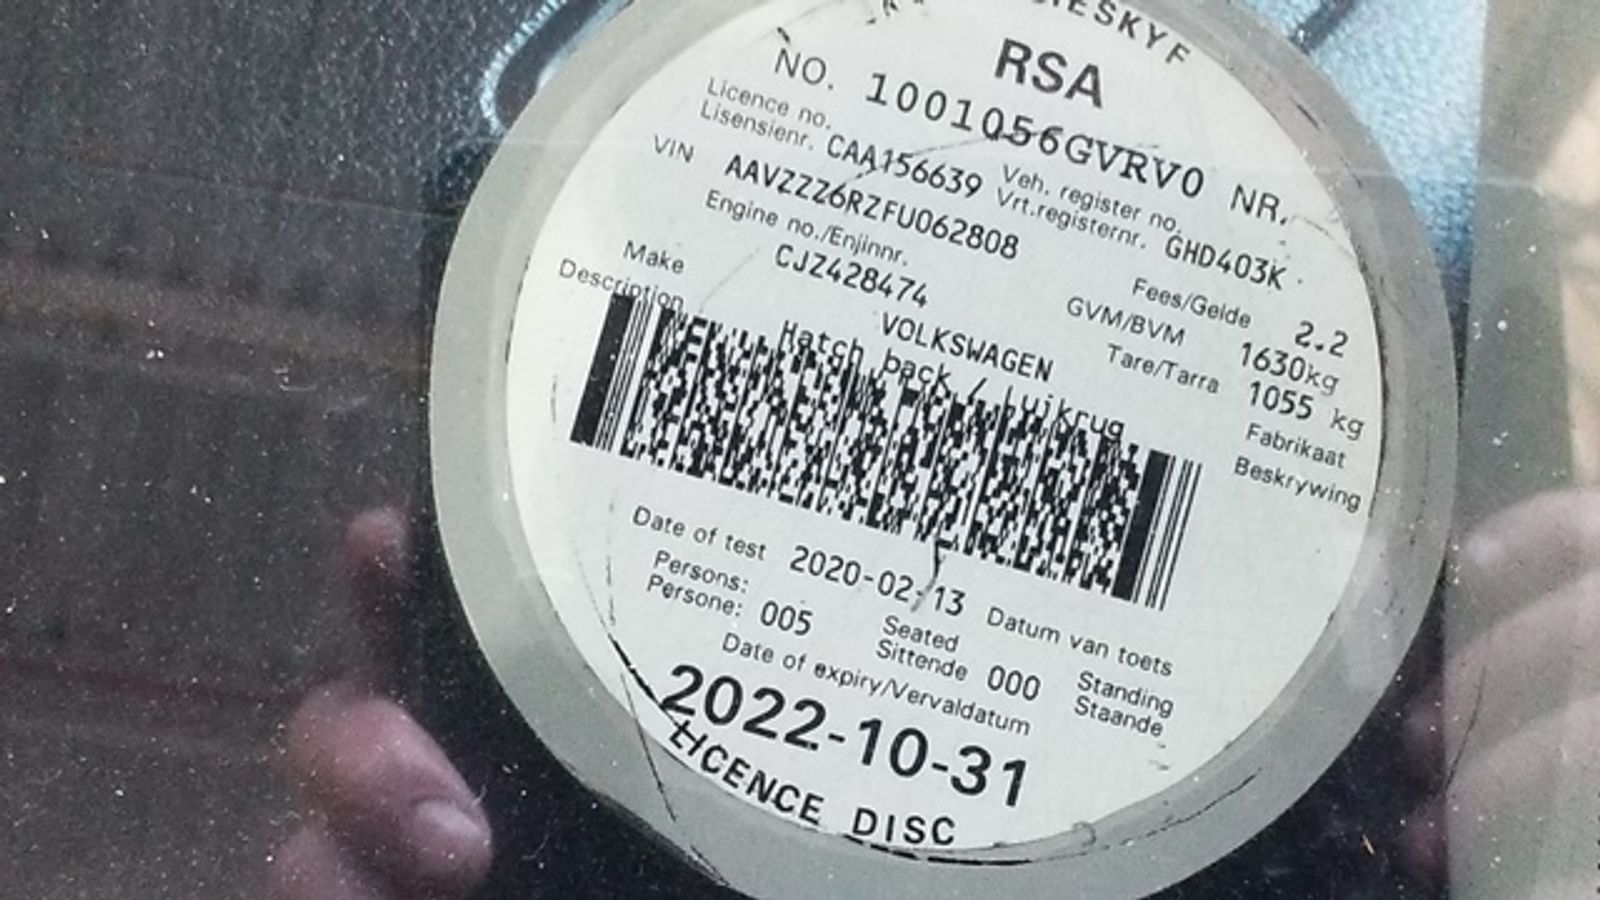 RSA
NO. 1001056GVRV0 NR.
Licence no. Veh. register no.
Lisensienr. CAA156639 Vrt.registernr. GHD403K
VIN AAVZZZ6RZFU062808
Engine no./Enjinnr. Fees/Gelde 2.2
CJZ428474 GVM/BVM 1630kg
Make VOLKSWAGEN Tare/Tarra 1055 kg
Fabrikaat
Description Hatch back / Luikrug Beskrywing
Date of test 2020-02-13 Datum van toets
Persons: Seated Standing
Persone: 005 Sittende 000 Staande
Date of expiry/Vervaldatum
2022-10-31
LICENCE DISC